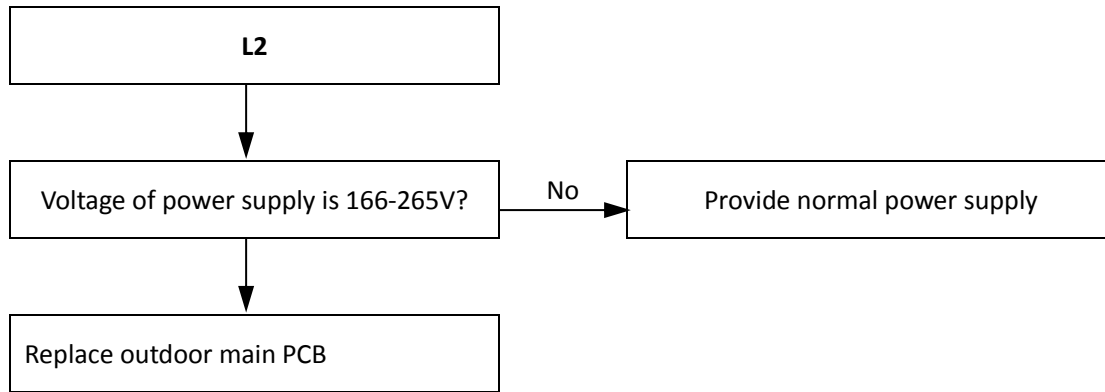 L2
Voltage of power supply is 166-265V?
No
Provide normal power supply
Replace outdoor main PCB